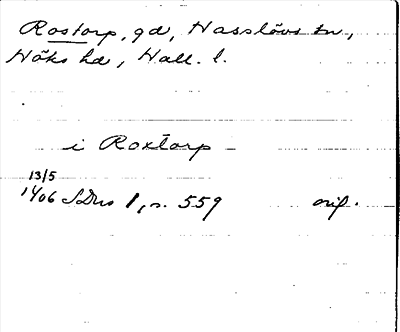 Rostorp, gd, Hasslövs sn,
Höks hd, Hall. l.
i Roxtorp
13/5
1406 SDns 1, s. 559 orig.